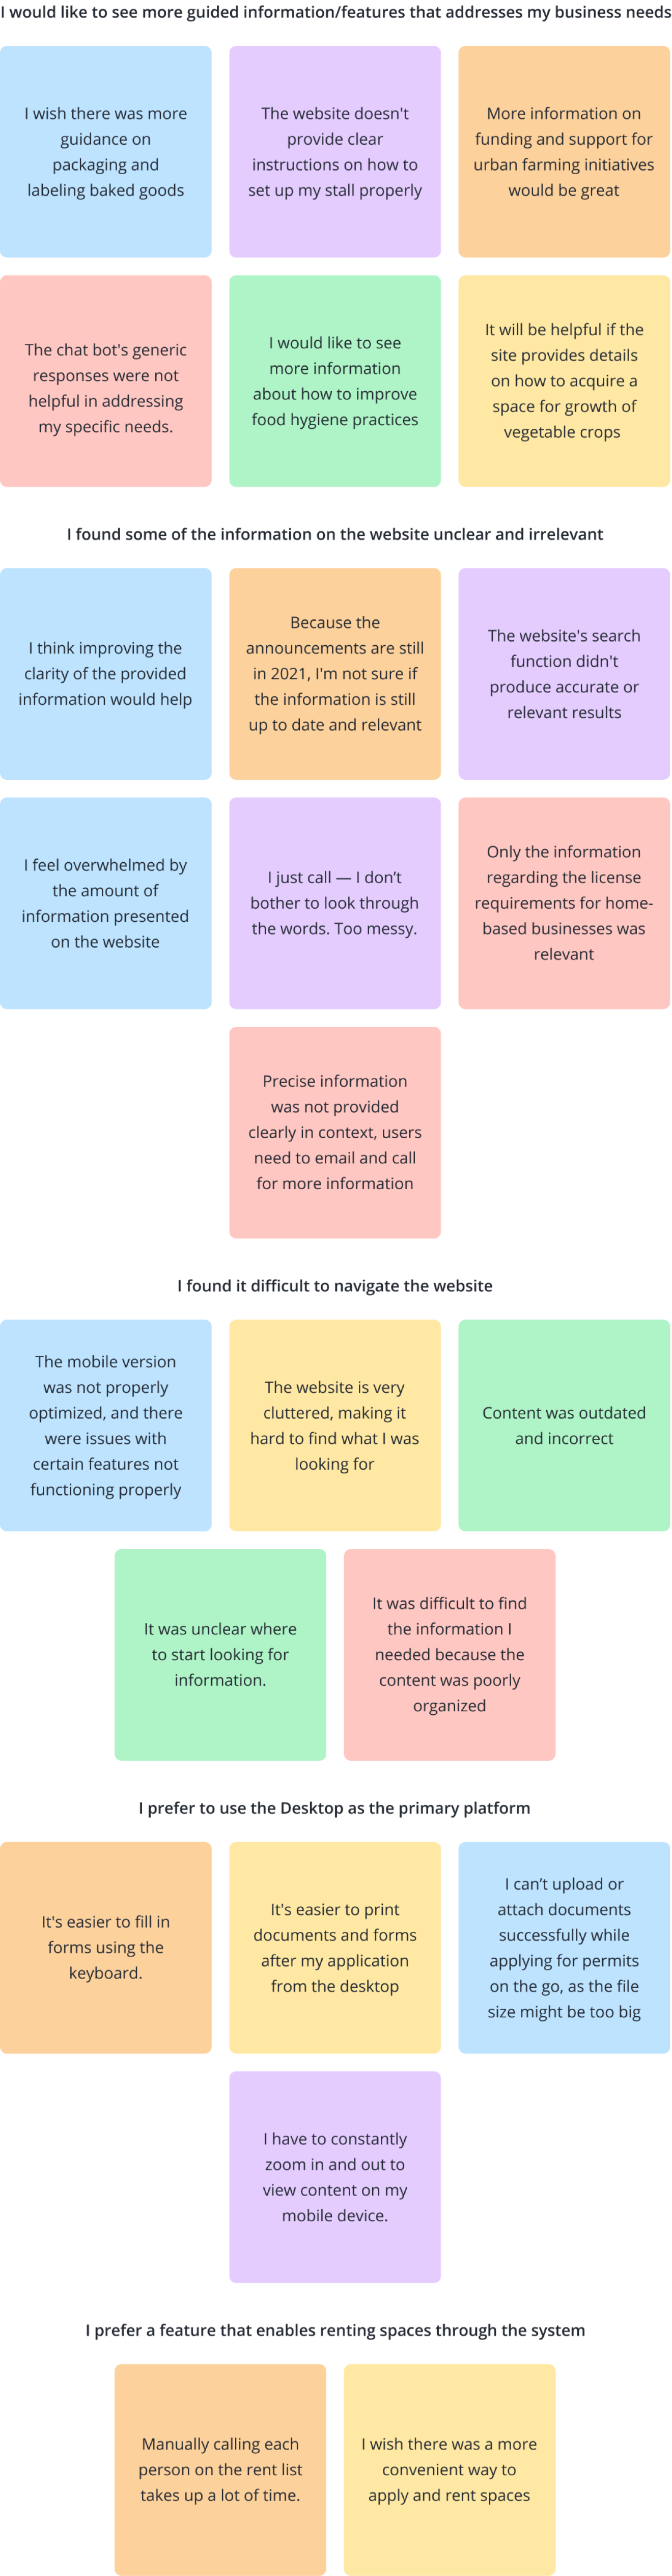 I would like to see more guided information/features that addresses my business needs
I wish there was more
guidance on
packaging and
labeling baked goods
The website doesn't
provide clear
instructions on how to
set up my stall properly
More information on
funding and support for
urban farming initiatives
would be great
The chat bot's generic
responses were not
helpful in addressing
my specific needs.
I would like to see
more information
about how to improve
food hygiene practices
It will be helpful if the
site provides details
on how to acquire a
space for growth of
vegetable crops
I found some of the information on the website unclear and irrelevant
I think improving the
clarity of the provided
information would help
Because the
announcements are still
in 2021, I'm not sure if
the information is still
up to date and relevant
The website's search
function didn't
produce accurate or
relevant results
I feel overwhelmed by
the amount of
information presented
on the website
I just call — I don’t
bother to look through
the words. Too messy.
Only the information
regarding the license
requirements for home-
based businesses was
relevant
Precise information
was not provided
clearly in context, users
need to email and call
for more information
I found it difficult to navigate the website
The mobile version
was not properly
optimized, and there
were issues with
certain features not
functioning properly
The website is very
cluttered, making it
hard to find what I was
looking for
Content was outdated
and incorrect
It was unclear where
to start looking for
information.
It was difficult to find
the information I
needed because the
content was poorly
organized
I prefer to use the Desktop as the primary platform
It's easier to fill in
forms using the
keyboard.
It's easier to print
documents and forms
after my application
from the desktop
I can’t upload or
attach documents
successfully while
applying for permits
on the go, as the file
size might be too big
I have to constantly
zoom in and out to
view content on my
mobile device.
I prefer a feature that enables renting spaces through the system
Manually calling each
person on the rent list
takes up a lot of time.
I wish there was a more
convenient way to
apply and rent spaces